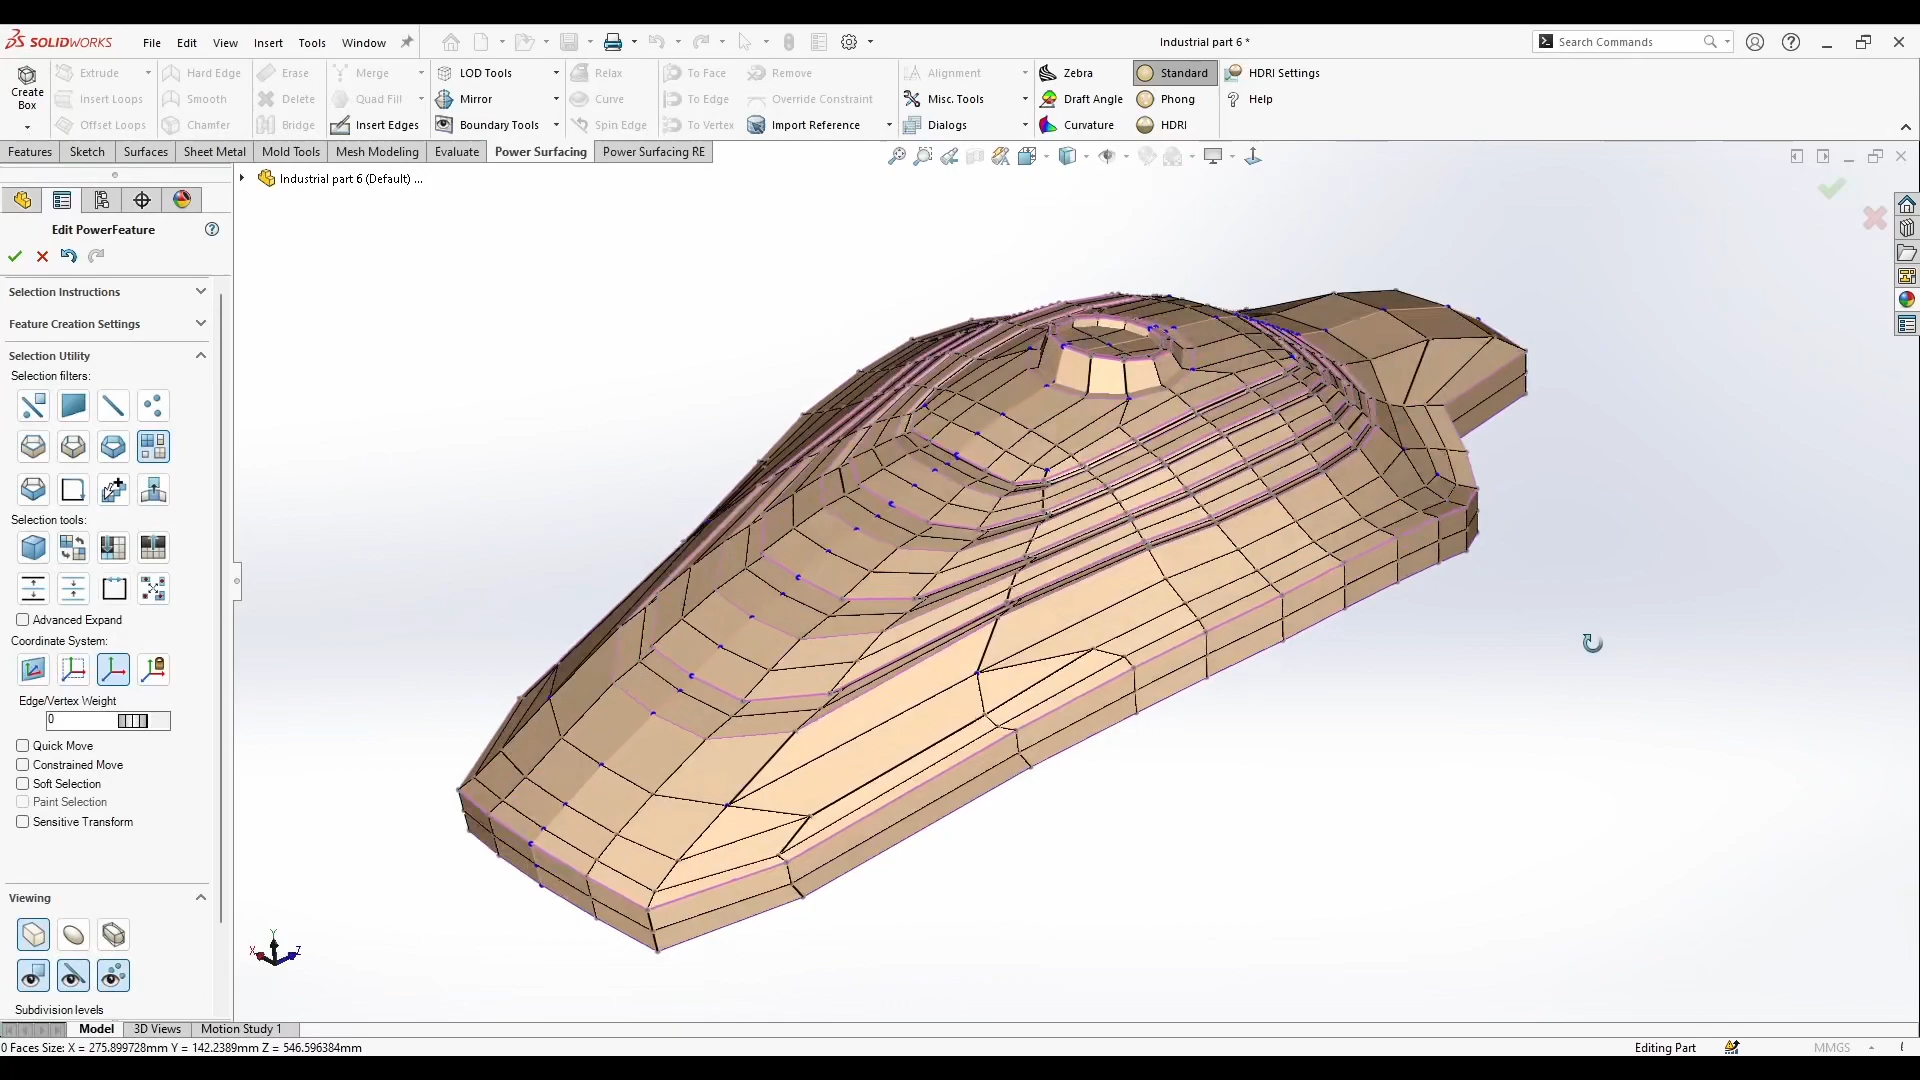 SOLIDWORKS File Edit View Insert Tools Window Industrial part 6 * Search Commands
Extrude Hard Edge Erase Merge LOD Tools Relax To Face Remove Alignment Zebra Standard HDRI Settings
Create Box
Insert Loops Smooth Delete Quad Fill Mirror Curve To Edge Override Constraint Misc. Tools Draft Angle Phong Help
Offset Loops Chamfer Bridge Insert Edges Boundary Tools Spin Edge To Vertex Import Reference Dialogs Curvature HDRI
Features Sketch Surfaces Sheet Metal Mold Tools Mesh Modeling Evaluate Power Surfacing Power Surfacing RE
Industrial part 6 (Default) ...
Edit PowerFeature
Selection Instructions
Feature Creation Settings
Selection Utility
Selection filters:
Selection tools:
Advanced Expand
Coordinate System:
Edge/Vertex Weight
0
Quick Move
Constrained Move
Soft Selection
Paint Selection
Sensitive Transform
Viewing
Y
X Z
Subdivision levels
Model 3D Views Motion Study 1
0 Faces Size: X = 275.899728mm Y = 142.2389mm Z = 546.596384mm Editing Part MMGS